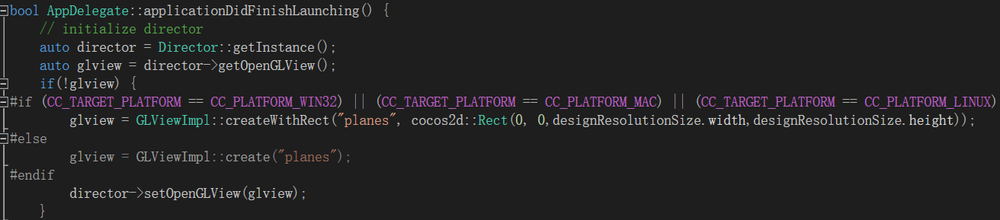 bool AppDelegate::applicationDidFinishLaunching() {
    // initialize director
    auto director = Director::getInstance();
    auto glview = director->getOpenGLView();
    if(!glview) {
#if (CC_TARGET_PLATFORM == CC_PLATFORM_WIN32) || (CC_TARGET_PLATFORM == CC_PLATFORM_MAC) || (CC_TARGET_PLATFORM == CC_PLATFORM_LINUX)
        glview = GLViewImpl::createWithRect("planes", cocos2d::Rect(0, 0,designResolutionSize.width,designResolutionSize.height));
#else
        glview = GLViewImpl::create("planes");
#endif
        director->setOpenGLView(glview);
    }